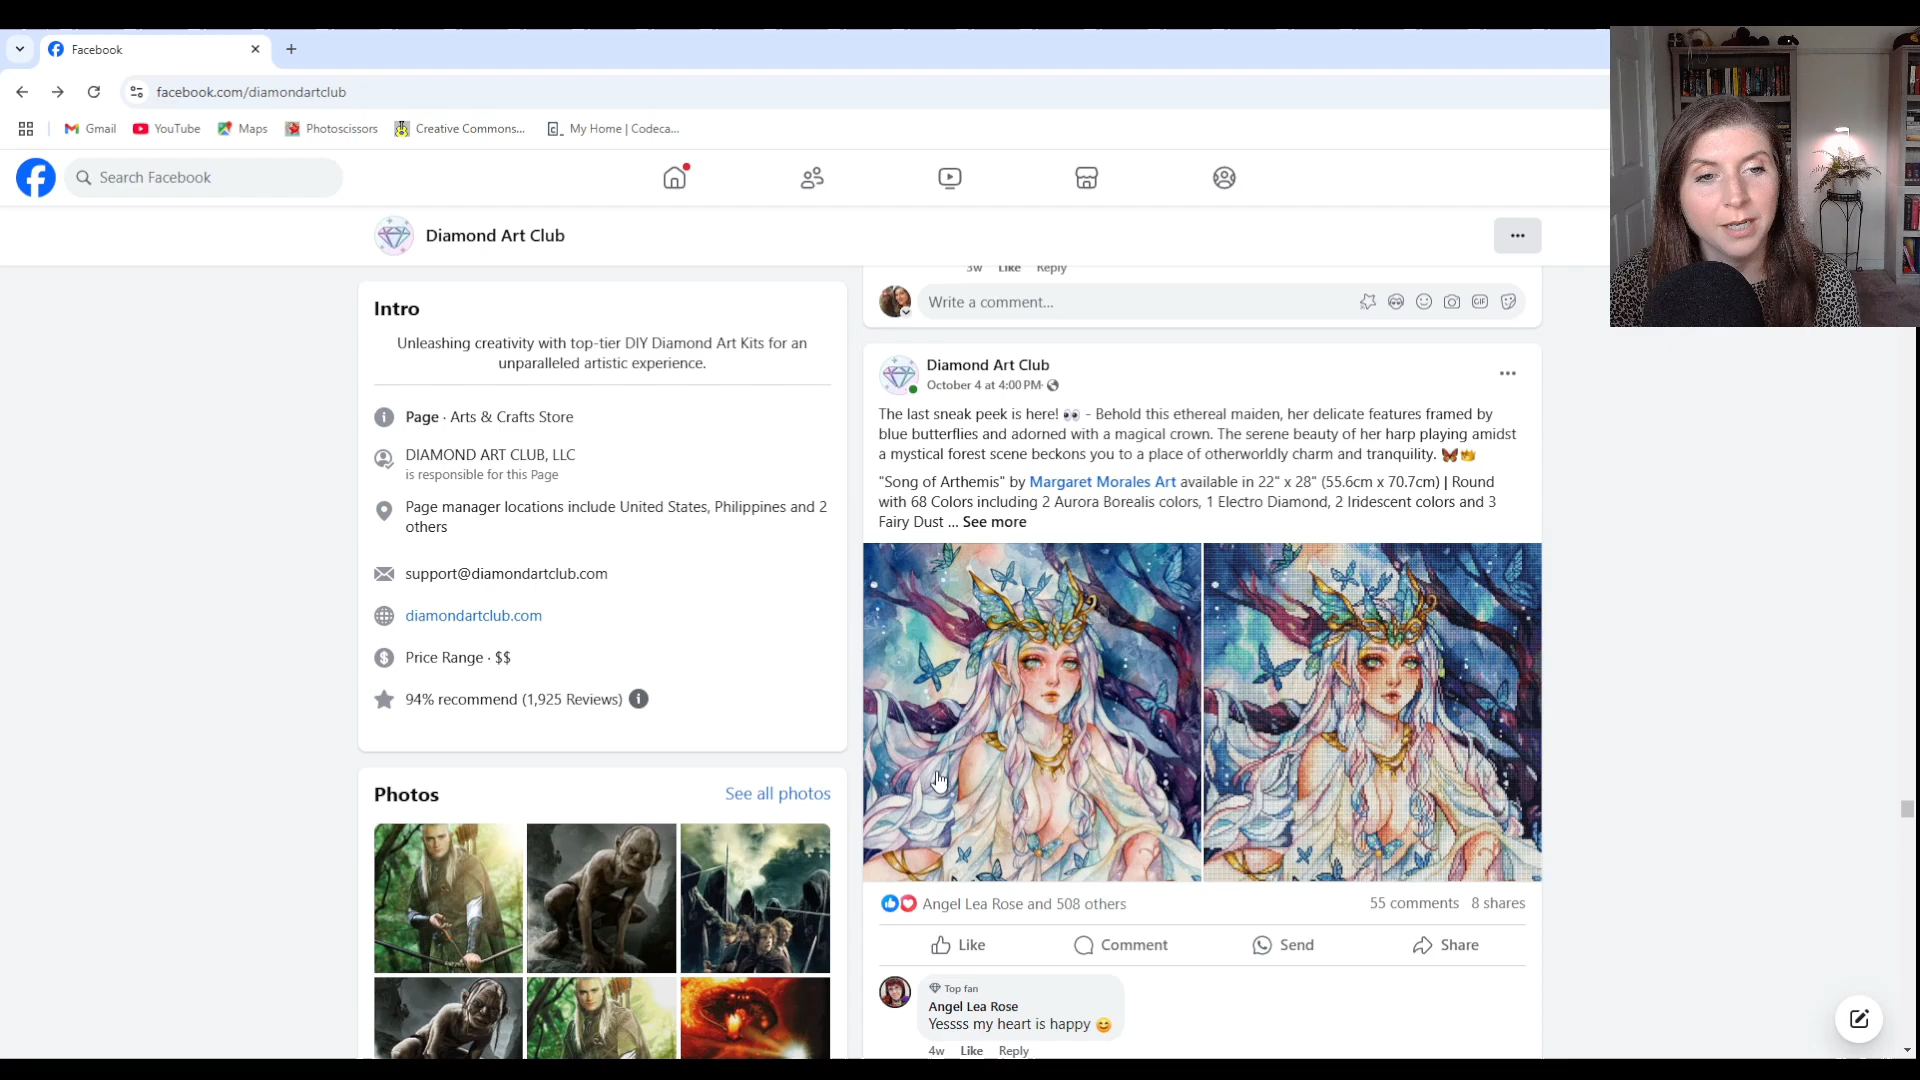 Facebook
facebook.com/diamondartclub
Gmail
YouTube
Maps
Photoscissors
Creative Commons...
My Home | Codeca...
Search Facebook
Diamond Art Club
Intro
Unleashing creativity with top-tier DIY Diamond Art Kits for an
unparalleled artistic experience.
Page · Arts & Crafts Store
DIAMOND ART CLUB, LLC
is responsible for this Page
Page manager locations include United States, Philippines and 2
others
support@diamondartclub.com
diamondartclub.com
Price Range · $$
94% recommend (1,925 Reviews)
Photos
See all photos
3w Like Reply
Write a comment...
GIF
Diamond Art Club
October 4 at 4:00 PM ·
The last sneak peek is here! 👀 - Behold this ethereal maiden, her delicate features framed by
blue butterflies and adorned with a magical crown. The serene beauty of her harp playing amidst
a mystical forest scene beckons you to a place of otherworldly charm and tranquility. 🦋👑
"Song of Arthemis" by Margaret Morales Art available in 22" x 28" (55.6cm x 70.7cm) | Round
with 68 Colors including 2 Aurora Borealis colors, 1 Electro Diamond, 2 Iridescent colors and 3
Fairy Dust ... See more
Angel Lea Rose and 508 others
55 comments 8 shares
Like
Comment
Send
Share
Top fan
Angel Lea Rose
Yessss my heart is happy 😊
4w Like Reply